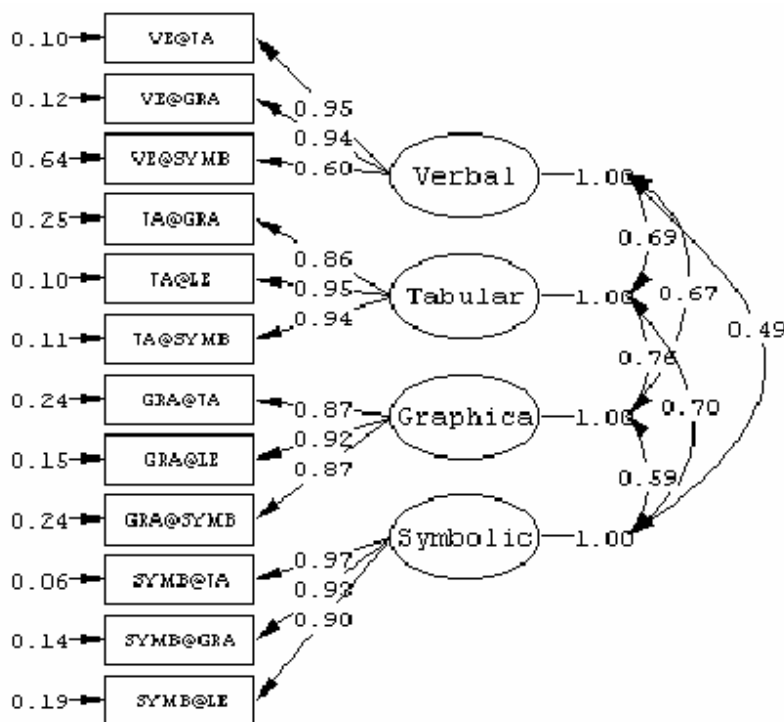 0.10 VE@TA
0.12 VE@GRA
0.95
0.94
0.64 VE@SYMB
0.60
Verbal 1.00
0.25 TA@GRA
0.69
0.86
0.10 TA@LE
0.95
Tabular 1.00
0.67
0.94
0.11 TA@SYMB
0.49
0.76
0.24 GRA@TA
0.87
Graphica 1.00
0.70
0.92
0.15 GRA@LE
0.87
0.59
0.24 GRA@SYMB
Symbolic 1.00
0.97
0.06 SYMB@TA
0.93
0.90
0.14 SYMB@GRA
0.19 SYMB@LE